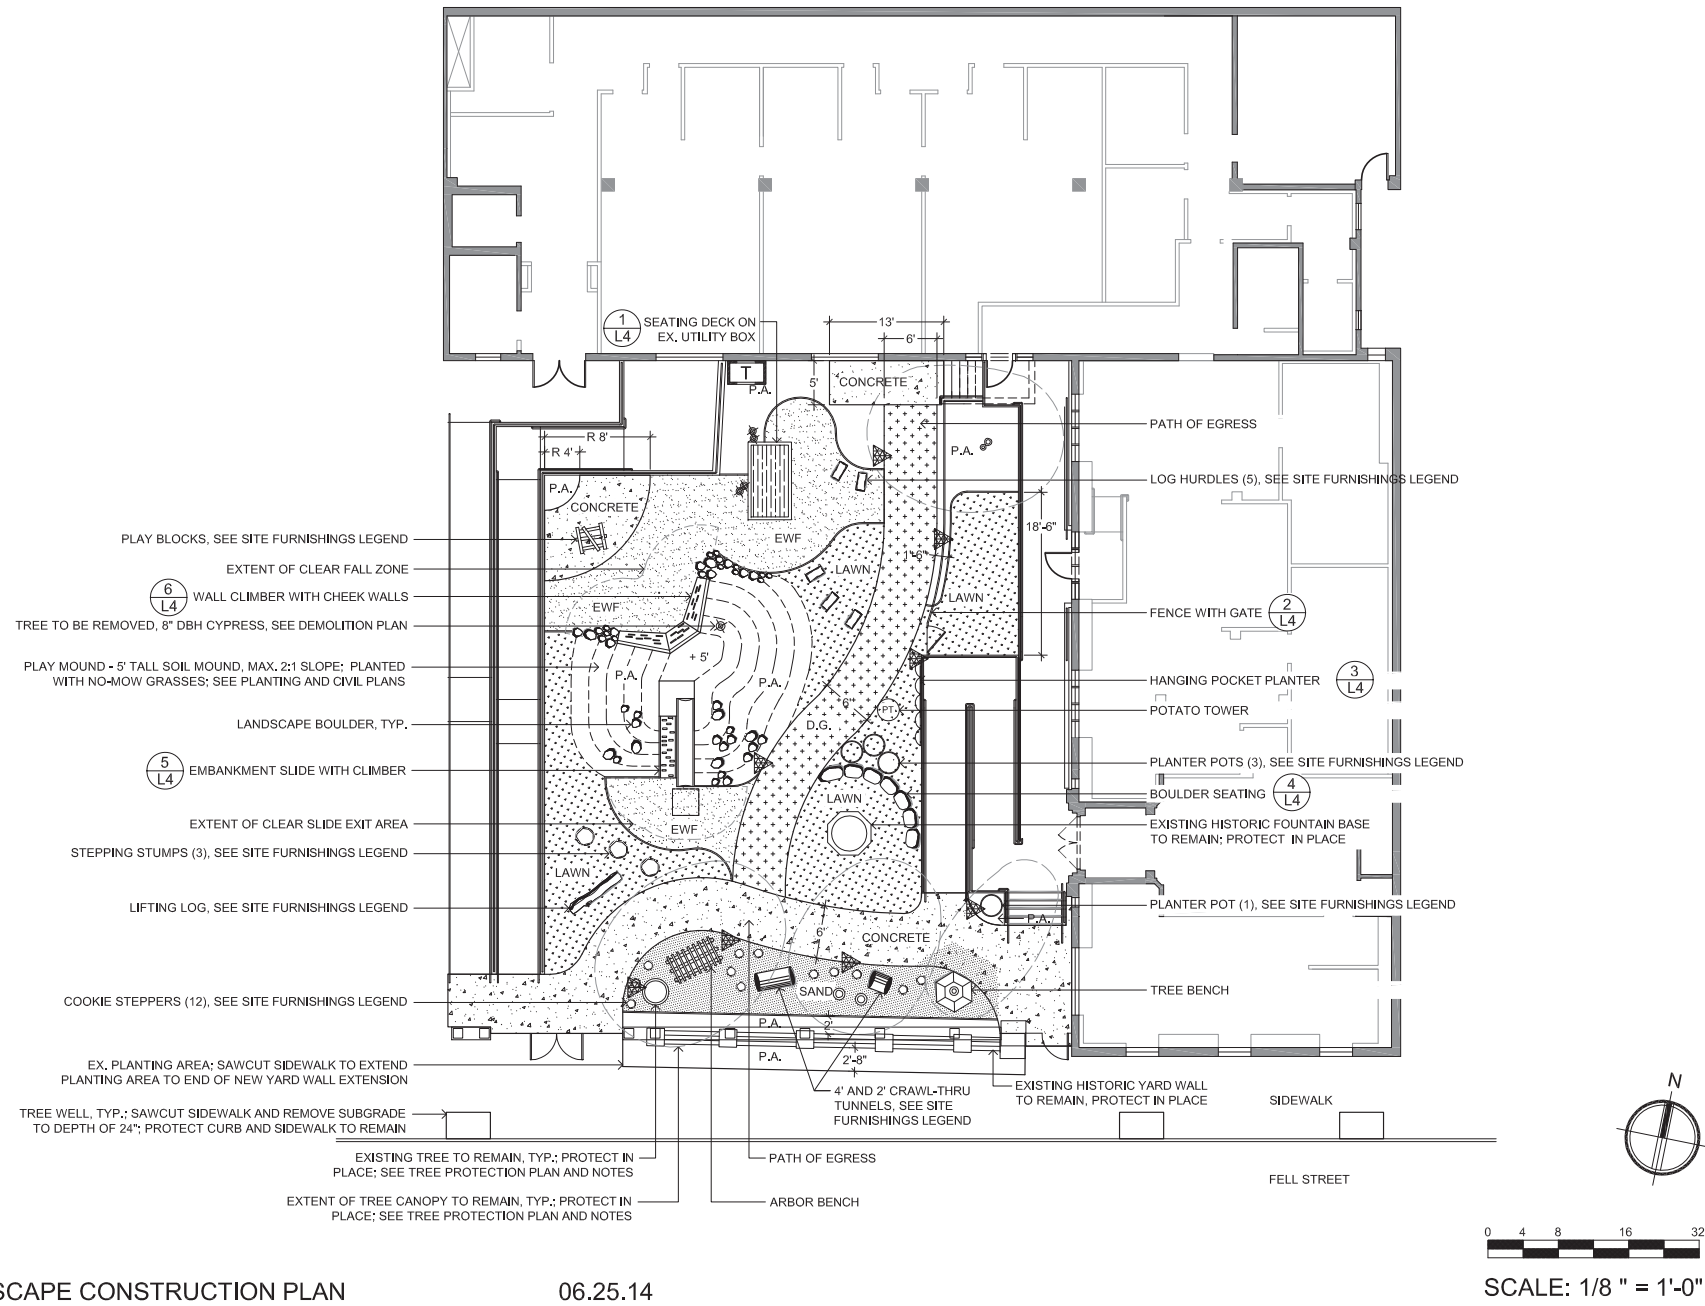 1
L4
SEATING DECK ON
EX. UTILITY BOX
13'
6'
T
P.A.
5'
CONCRETE
PATH OF EGRESS
R 8'
R 4'
P.A.
LOG HURDLES (5), SEE SITE FURNISHINGS LEGEND
P.A.
CONCRETE
18'-6"
PLAY BLOCKS, SEE SITE FURNISHINGS LEGEND
EWF
1'-6"
EXTENT OF CLEAR FALL ZONE
LAWN
6
L4
WALL CLIMBER WITH CHEEK WALLS
EWF
LAWN
FENCE WITH GATE
2
L4
TREE TO BE REMOVED, 8" DBH CYPRESS, SEE DEMOLITION PLAN
+ 5'
PLAY MOUND - 5' TALL SOIL MOUND, MAX. 2:1 SLOPE; PLANTED
WITH NO-MOW GRASSES; SEE PLANTING AND CIVIL PLANS
P.A.
P.A.
HANGING POCKET PLANTER
3
L4
6'
PT.
POTATO TOWER
LANDSCAPE BOULDER, TYP.
D.G.
5
L4
EMBANKMENT SLIDE WITH CLIMBER
PLANTER POTS (3), SEE SITE FURNISHINGS LEGEND
LAWN
BOULDER SEATING
4
L4
EXTENT OF CLEAR SLIDE EXIT AREA
EWF
EXISTING HISTORIC FOUNTAIN BASE
TO REMAIN; PROTECT IN PLACE
STEPPING STUMPS (3), SEE SITE FURNISHINGS LEGEND
LAWN
LIFTING LOG, SEE SITE FURNISHINGS LEGEND
PLANTER POT (1), SEE SITE FURNISHINGS LEGEND
P.A.
6'
CONCRETE
SAND
TREE BENCH
COOKIE STEPPERS (12), SEE SITE FURNISHINGS LEGEND
P.A.
2'
P.A.
2'-8"
EX. PLANTING AREA; SAWCUT SIDEWALK TO EXTEND
PLANTING AREA TO END OF NEW YARD WALL EXTENSION
4' AND 2' CRAWL-THRU
TUNNELS, SEE SITE
FURNISHINGS LEGEND
EXISTING HISTORIC YARD WALL
TO REMAIN, PROTECT IN PLACE
SIDEWALK
N
TREE WELL, TYP.; SAWCUT SIDEWALK AND REMOVE SUBGRADE
TO DEPTH OF 24"; PROTECT CURB AND SIDEWALK TO REMAIN
EXISTING TREE TO REMAIN, TYP.; PROTECT IN
PLACE; SEE TREE PROTECTION PLAN AND NOTES
PATH OF EGRESS
FELL STREET
EXTENT OF TREE CANOPY TO REMAIN, TYP.; PROTECT IN
PLACE; SEE TREE PROTECTION PLAN AND NOTES
ARBOR BENCH
0 4 8 16 32
SCAPE CONSTRUCTION PLAN
06.25.14
SCALE: 1/8 " = 1'-0"